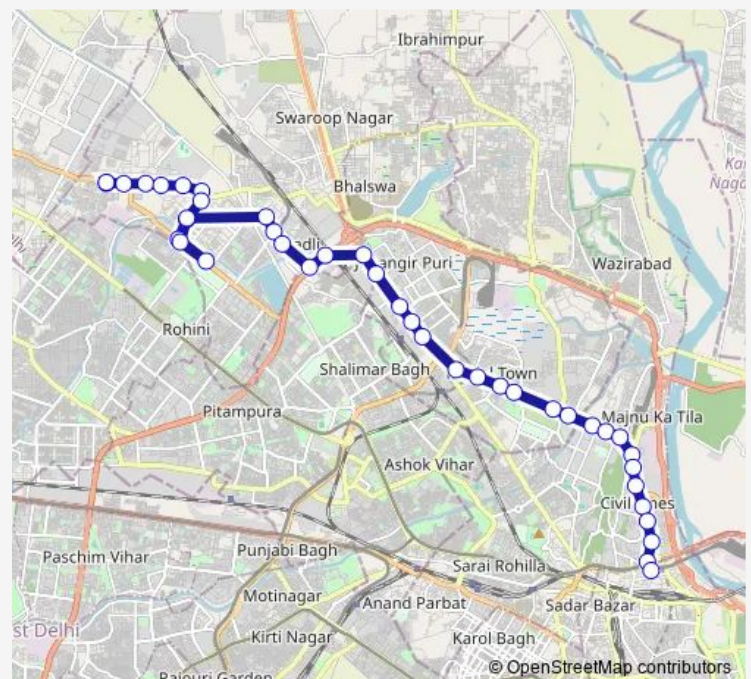 Ibrahimpur
Swaroop Nagar
Bhalswa
Wazirabad
Rohini
Shalimar Bagh
Town
Pitampura
Majnu Ka Tila
Ashok Vihar
Paschim Vihar
Punjabi Bagh
Sarai Rohilla
Motinagar
Anand Parbat
Sadar Bazar
Kirti Nagar
Karol Bagh
© OpenStreetMap contributors